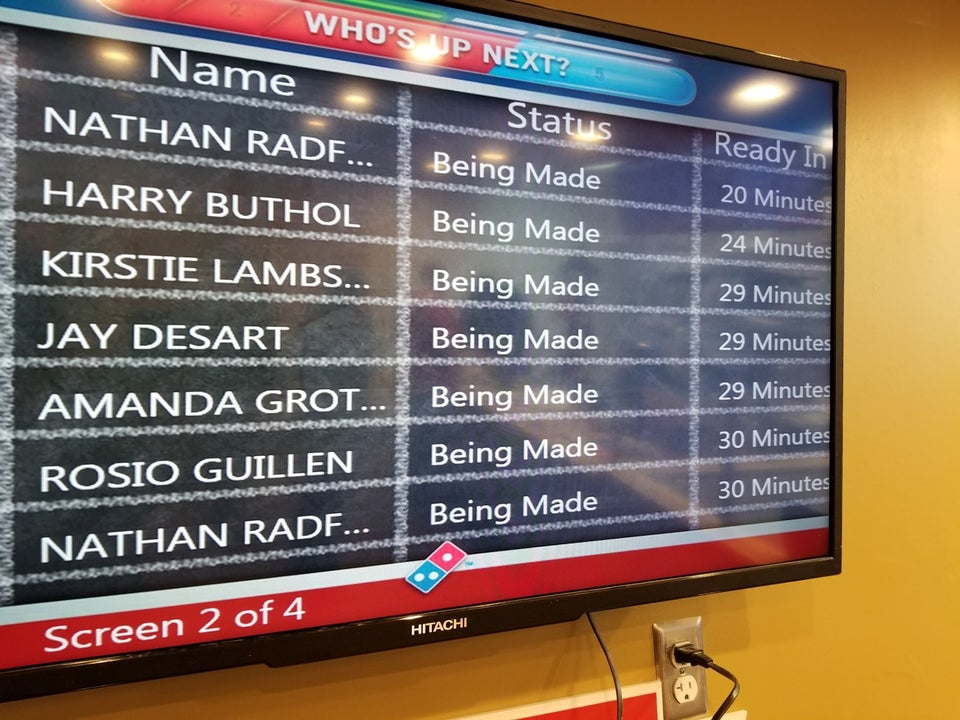 WHO'S UP NEXT?
Name Status Ready In
NATHAN RADF... Being Made 20 Minutes
HARRY BUTHOL Being Made 24 Minutes
KIRSTIE LAMBS... Being Made 29 Minutes
JAY DESART Being Made 29 Minutes
AMANDA GROT... Being Made 29 Minutes
ROSIO GUILLEN Being Made 30 Minutes
NATHAN RADF... Being Made 30 Minutes
Screen 2 of 4
HITACHI